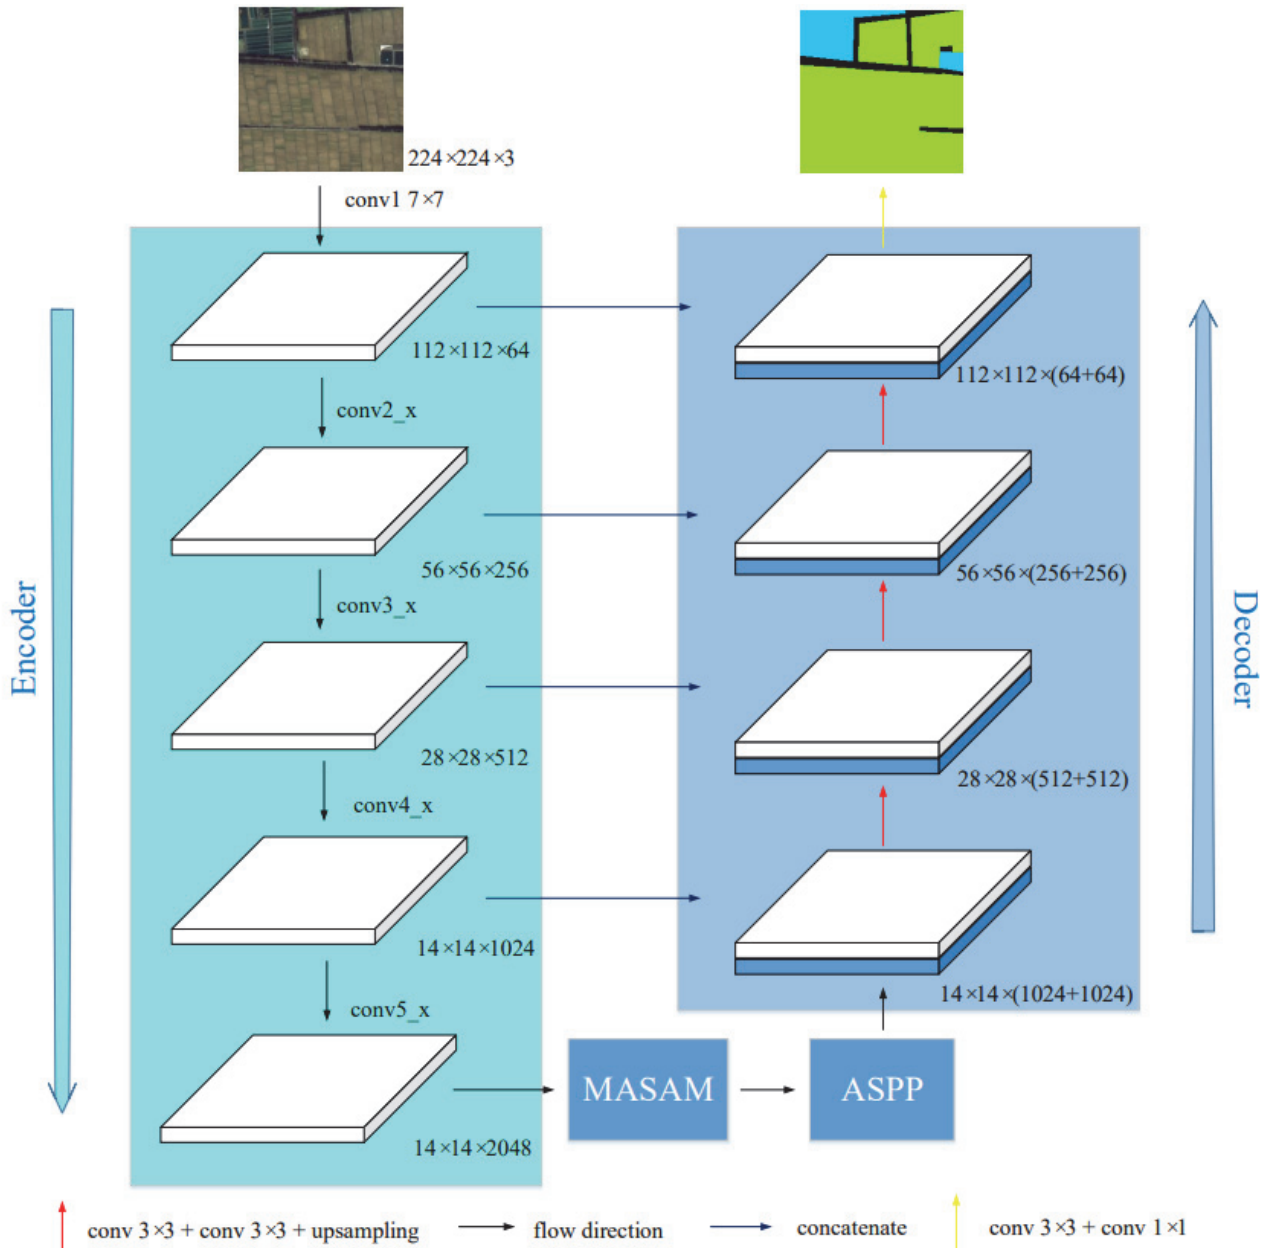 224×224×3
conv1 7×7
112×112×64
112×112×(64+64)
conv2_x
56×56×256
56×56×(256+256)
conv3_x
Encoder
Decoder
28×28×512
28×28×(512+512)
conv4_x
14×14×1024
14×14×(1024+1024)
conv5_x
MASAM
ASPP
14×14×2048
conv 3×3 + conv 3×3 + upsampling
flow direction
concatenate
conv 3×3 + conv 1×1